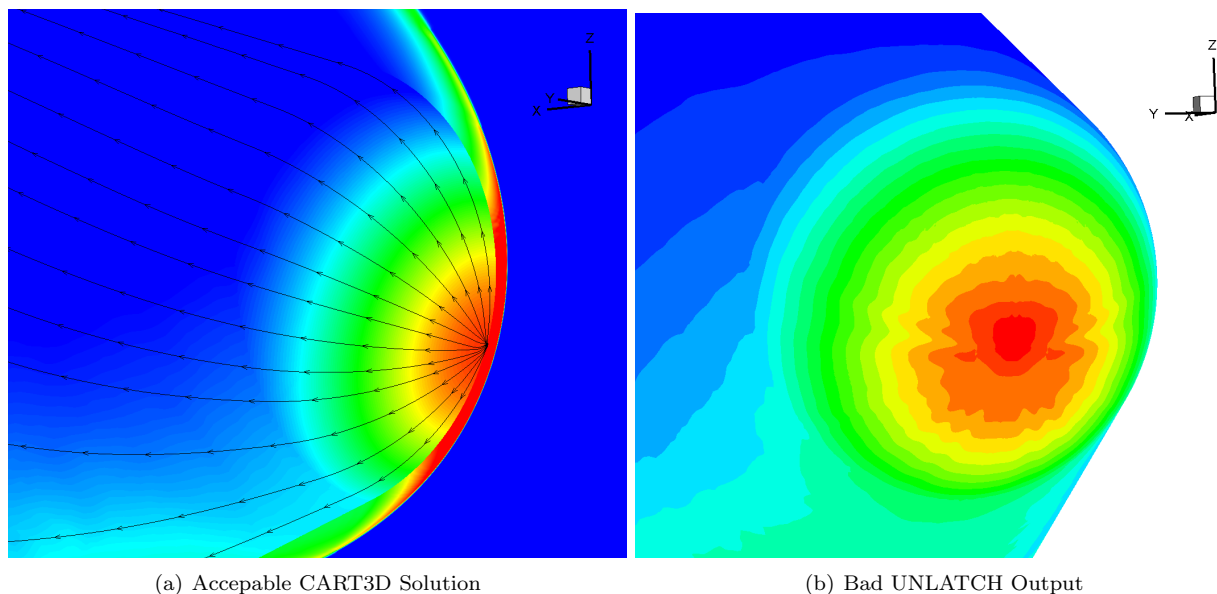 Z
Y
X
Z
Y
X
(a) Accepable CART3D Solution
(b) Bad UNLATCH Output